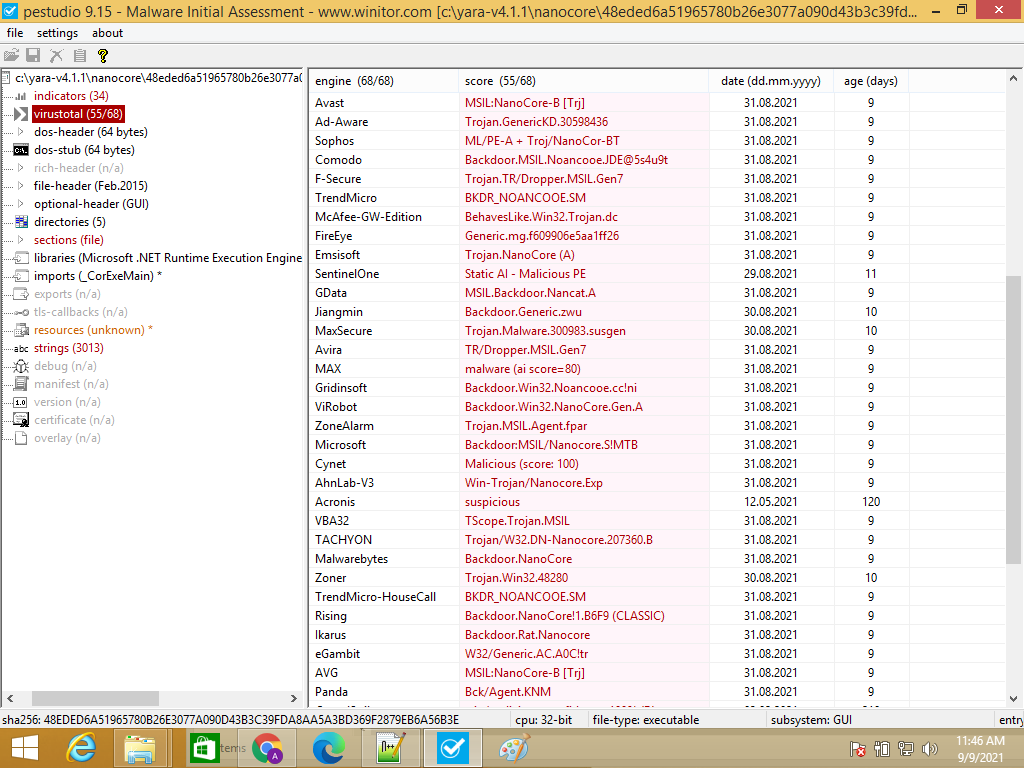 pestudio 9.15 - Malware Initial Assessment - www.winitor.com [c:\yara-v4.1.1\nanocore\48eded6a51965780b26e3077a090d43b3c39fd...
file settings about
c:\yara-v4.1.1\nanocore\48eded6a51965780b26e3077a0
indicators (34)
virustotal (55/68)
dos-header (64 bytes)
dos-stub (64 bytes)
rich-header (n/a)
file-header (Feb.2015)
optional-header (GUI)
directories (5)
sections (file)
libraries (Microsoft .NET Runtime Execution Engine
imports (_CorExeMain) *
exports (n/a)
tls-callbacks (n/a)
resources (unknown) *
abc strings (3013)
debug (n/a)
manifest (n/a)
1.0 version (n/a)
certificate (n/a)
overlay (n/a)
engine (68/68) score (55/68) date (dd.mm.yyyy) age (days)
Avast MSIL:NanoCore-B [Trj] 31.08.2021 9
Ad-Aware Trojan.GenericKD.30598436 31.08.2021 9
Sophos ML/PE-A + Troj/NanoCor-BT 31.08.2021 9
Comodo Backdoor.MSIL.Noancooe.JDE@5s4u9t 31.08.2021 9
F-Secure Trojan.TR/Dropper.MSIL.Gen7 31.08.2021 9
TrendMicro BKDR_NOANCOOE.SM 31.08.2021 9
McAfee-GW-Edition BehavesLike.Win32.Trojan.dc 31.08.2021 9
FireEye Generic.mg.f609906e5aa1ff26 31.08.2021 9
Emsisoft Trojan.NanoCore (A) 31.08.2021 9
SentinelOne Static AI - Malicious PE 29.08.2021 11
GData MSIL.Backdoor.Nancat.A 31.08.2021 9
Jiangmin Backdoor.Generic.zwu 30.08.2021 10
MaxSecure Trojan.Malware.300983.susgen 30.08.2021 10
Avira TR/Dropper.MSIL.Gen7 31.08.2021 9
MAX malware (ai score=80) 31.08.2021 9
Gridinsoft Backdoor.Win32.Noancooe.cc!ni 31.08.2021 9
ViRobot Backdoor.Win32.NanoCore.Gen.A 31.08.2021 9
ZoneAlarm Trojan.MSIL.Agent.fpar 31.08.2021 9
Microsoft Backdoor:MSIL/Nanocore.S!MTB 31.08.2021 9
Cynet Malicious (score: 100) 31.08.2021 9
AhnLab-V3 Win-Trojan/Nanocore.Exp 31.08.2021 9
Acronis suspicious 12.05.2021 120
VBA32 TScope.Trojan.MSIL 31.08.2021 9
TACHYON Trojan/W32.DN-Nanocore.207360.B 31.08.2021 9
Malwarebytes Backdoor.NanoCore 31.08.2021 9
Zoner Trojan.Win32.48280 30.08.2021 10
TrendMicro-HouseCall BKDR_NOANCOOE.SM 31.08.2021 9
Rising Backdoor.NanoCore!1.B6F9 (CLASSIC) 31.08.2021 9
Ikarus Backdoor.Rat.Nanocore 31.08.2021 9
eGambit W32/Generic.AC.A0C!tr 31.08.2021 9
AVG MSIL:NanoCore-B [Trj] 31.08.2021 9
Panda Bck/Agent.KNM 31.08.2021 9
sha256: 48EDED6A51965780B26E3077A090D43B3C39FDA8AA5A3BD369F2879EB6A56B3E cpu: 32-bit file-type: executable subsystem: GUI entry
tems
11:46 AM
9/9/2021